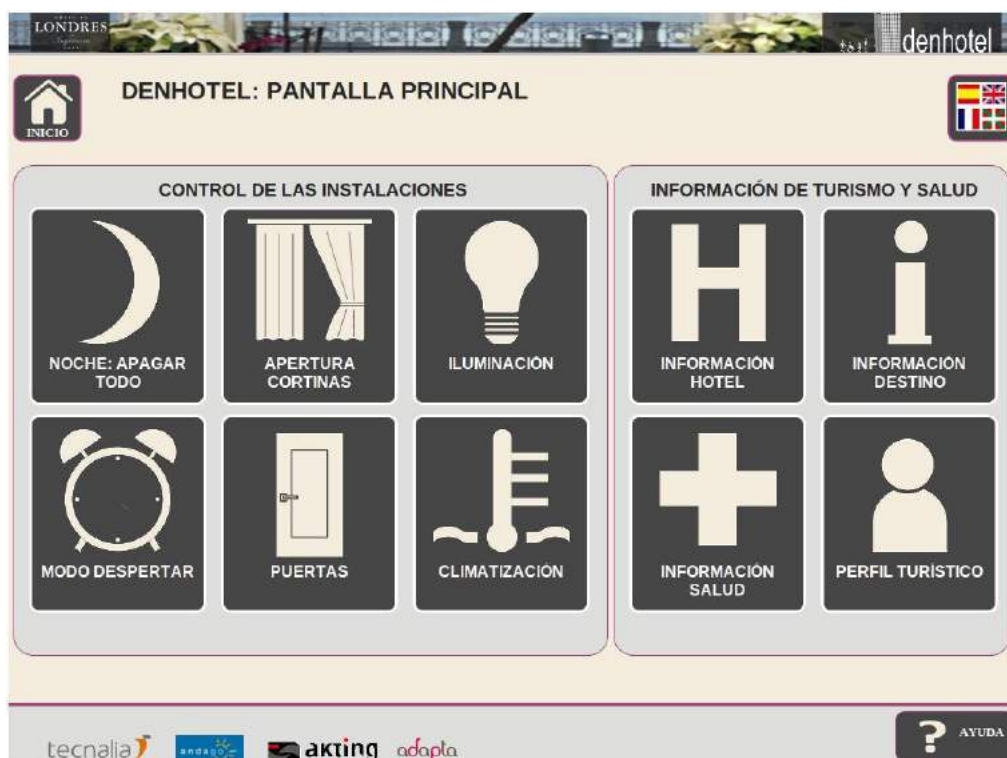 LONDRES
denhotel
DENHOTEL: PANTALLA PRINCIPAL
INICIO
CONTROL DE LAS INSTALACIONES
INFORMACIÓN DE TURISMO Y SALUD
NOCHE: APAGAR
TODO
APERTURA
CORTINAS
ILUMINACIÓN
INFORMACIÓN
HOTEL
INFORMACIÓN
DESTINO
MODO DESPERTAR
PUERTAS
CLIMATIZACIÓN
INFORMACIÓN
SALUD
PERFIL TURÍSTICO
tecnalia
andago
akting
adapta
? AYUDA